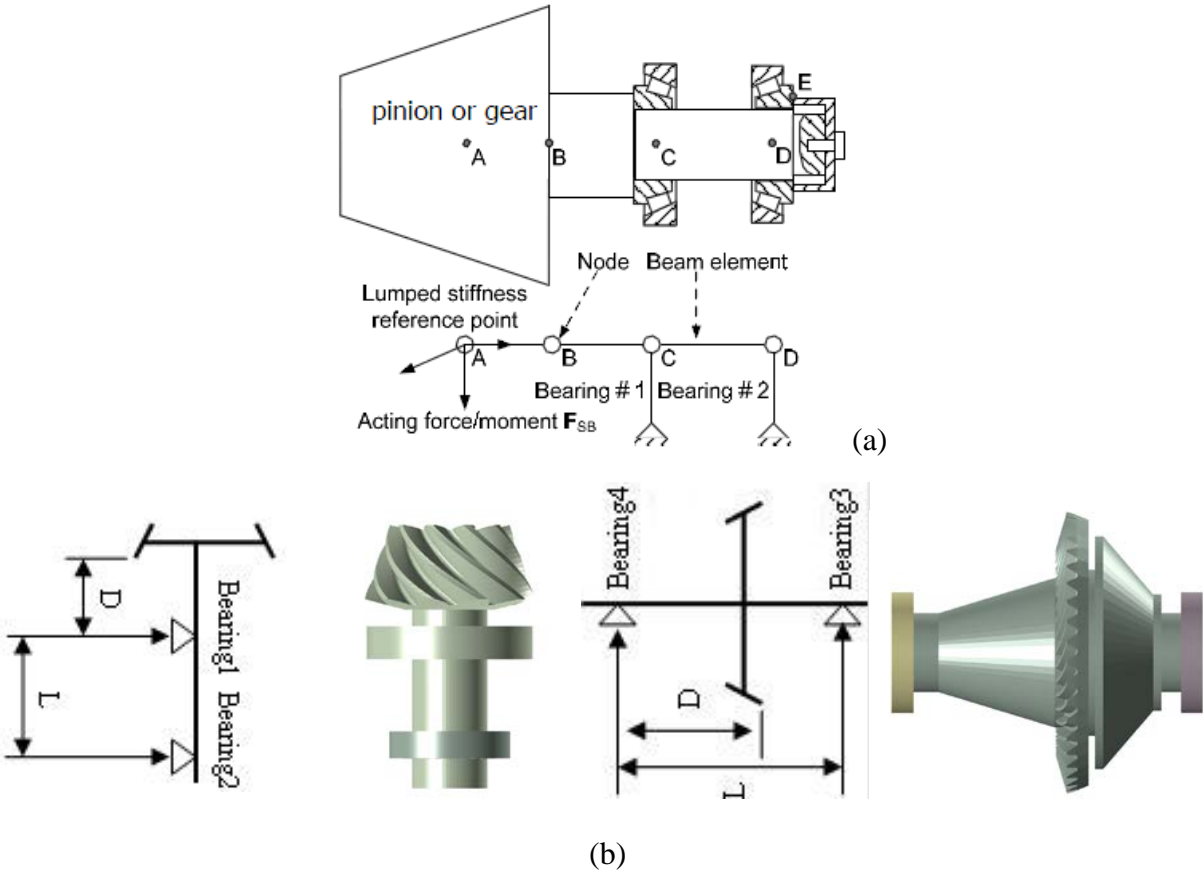 E
pinion or gear
A
B
C
D
Node Beam element
Lumped stiffness
reference point
A
B
C
D
Bearing # 1 Bearing # 2
Acting force/moment F_SB
(a)
D
L
Bearing1 Bearing2
Bearing4
Bearing3
D
L
(b)